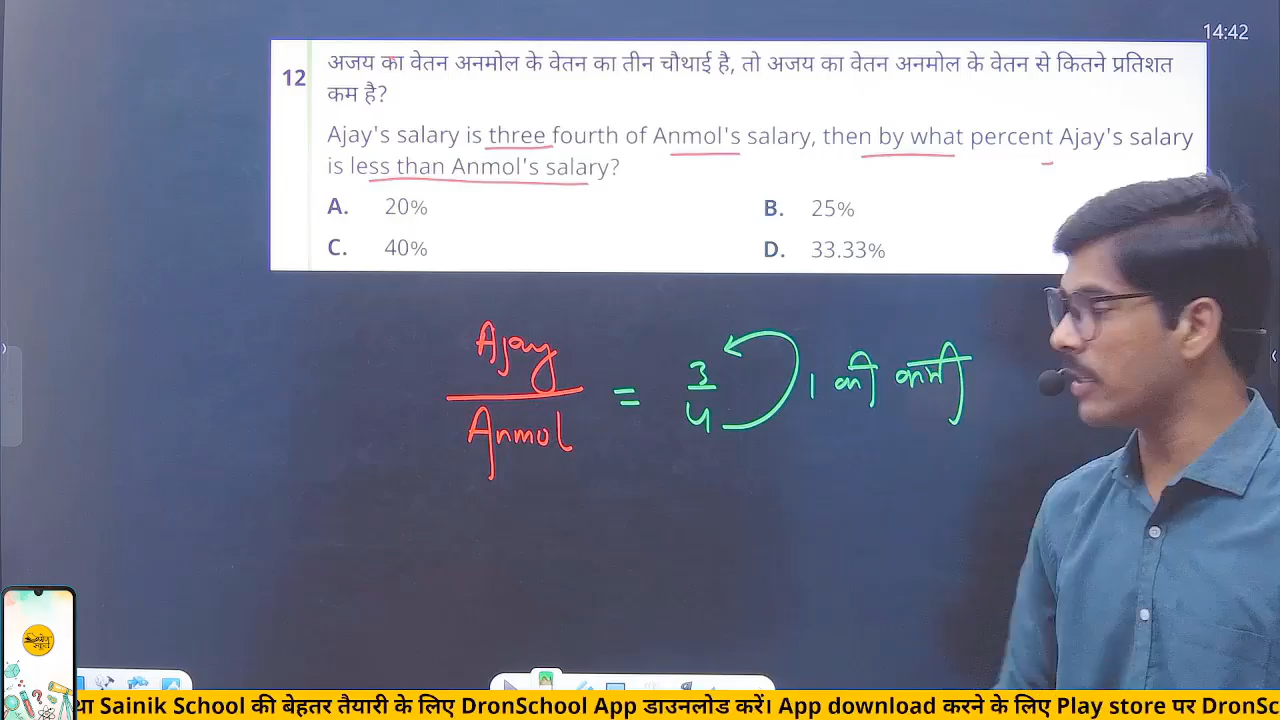 14:42
12
अजय का वेतन अनमोल के वेतन का तीन चौथाई है, तो अजय का वेतन अनमोल के वेतन से कितने प्रतिशत
कम है?
Ajay's salary is three fourth of Anmol's salary, then by what percent Ajay's salary
is less than Anmol's salary?
A. 20% B. 25%
C. 40% D. 33.33%
Ajay
Anmol
= 3/4 1 की कमी
था Sainik School की बेहतर तैयारी के लिए DronSchool App डाउनलोड करें। App download करने के लिए Play store पर DronSc